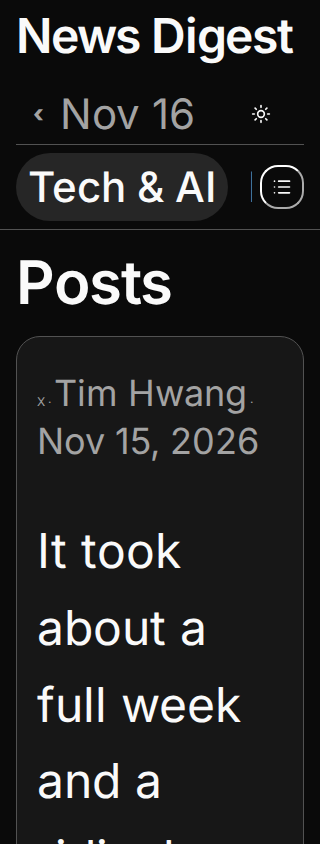 News Digest
‹ Nov 16
Tech & AI
Posts
X · Tim Hwang ·
Nov 15, 2026
It took
about a
full week
and a